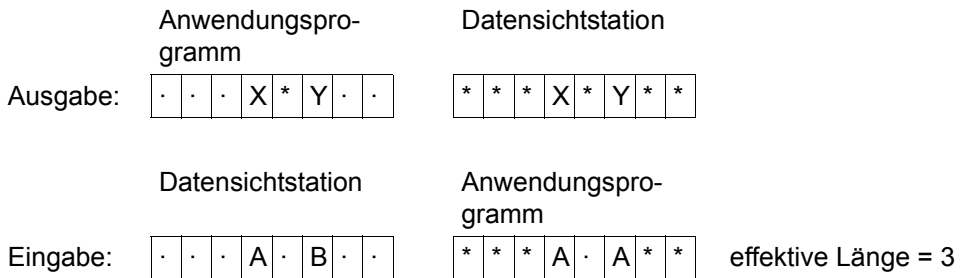 Anwendungspro- Datensichtstation
gramm
Ausgabe: · · · X * Y · · * * * X * Y * *
Datensichtstation Anwendungspro-
gramm
Eingabe: · · · A · B · · * * * A · A * * effektive Länge = 3